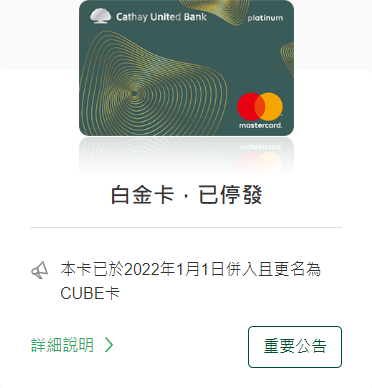 Cathay United Bank
platinum
mastercard.
白金卡．已停發
本卡已於2022年1月1日併入且更名為
CUBE卡
詳細說明
重要公告